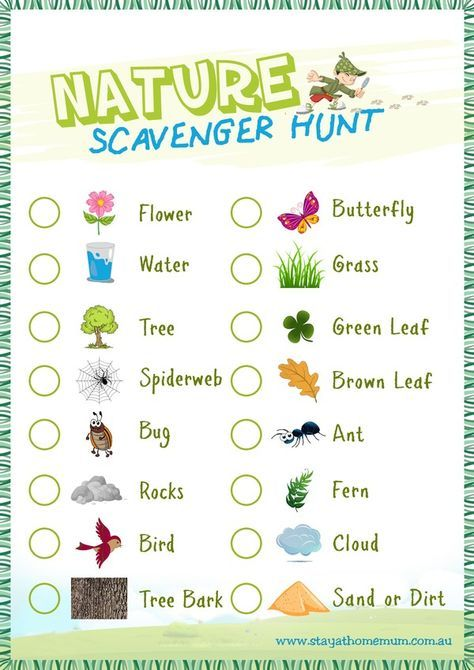 NATURE
SCAVENGER HUNT
Flower
Butterfly
Water
Grass
Tree
Green Leaf
Spiderweb
Brown Leaf
Bug
Ant
Rocks
Fern
Bird
Cloud
Tree Bark
Sand or Dirt
www.stayathomemum.com.au